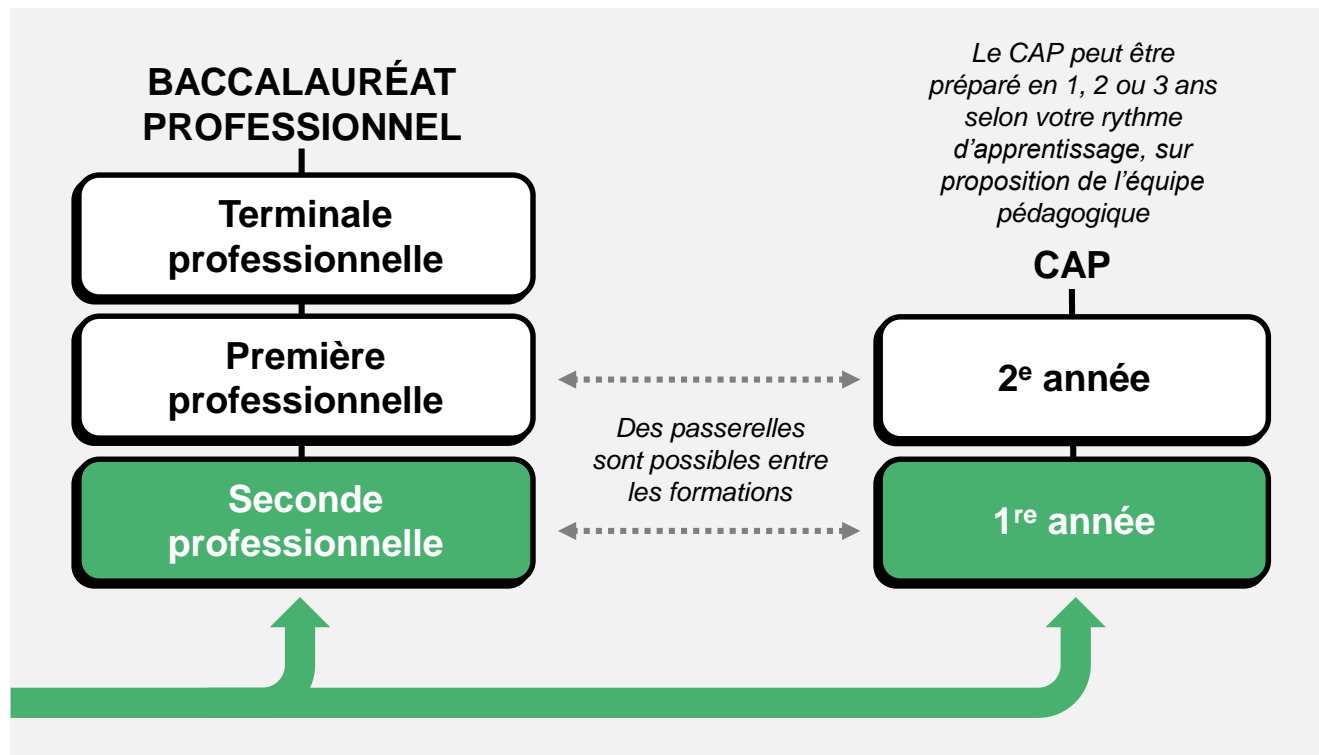 BACCALAURÉAT
PROFESSIONNEL
Terminale
professionnelle
Première
professionnelle
Seconde
professionnelle
Des passerelles
sont possibles entre
les formations
Le CAP peut être
préparé en 1, 2 ou 3 ans
selon votre rythme
d’apprentissage, sur
proposition de l’équipe
pédagogique
CAP
2e année
1re année